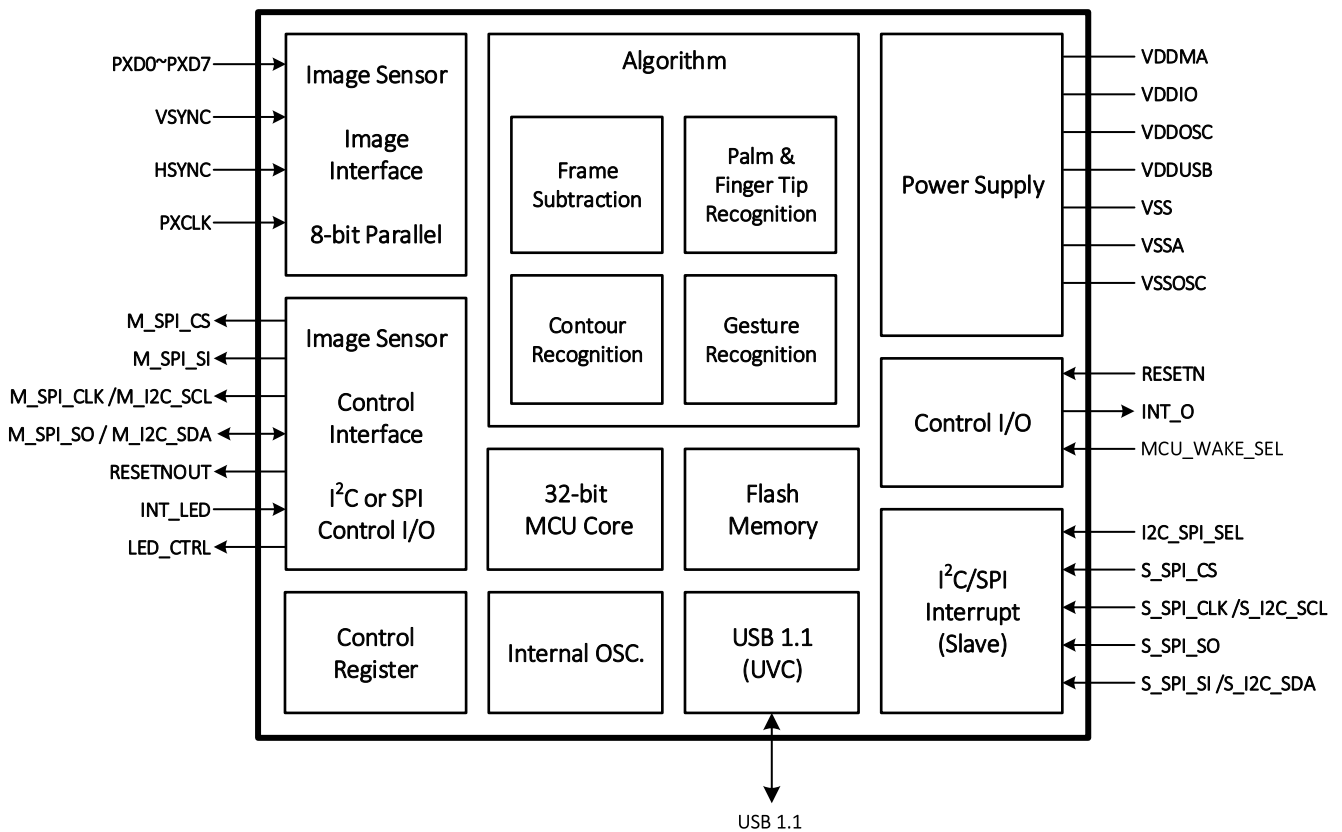 PXD0~PXD7
VSYNC
HSYNC
PXCLK
M_SPI_CS
M_SPI_SI
M_SPI_CLK /M_I2C_SCL
M_SPI_SO / M_I2C_SDA
RESETNOUT
INT_LED
LED_CTRL
Image Sensor
Image
Interface
8-bit Parallel
Image Sensor
Control
Interface
I²C or SPI
Control I/O
Control
Register
Algorithm
Frame
Subtraction
Palm &
Finger Tip
Recognition
Contour
Recognition
Gesture
Recognition
32-bit
MCU Core
Flash
Memory
Internal OSC.
USB 1.1
(UVC)
USB 1.1
Power Supply
Control I/O
I²C/SPI
Interrupt
(Slave)
VDDMA
VDDIO
VDDOSC
VDDUSB
VSS
VSSA
VSSOSC
RESETN
INT_O
MCU_WAKE_SEL
I2C_SPI_SEL
S_SPI_CS
S_SPI_CLK /S_I2C_SCL
S_SPI_SO
S_SPI_SI /S_I2C_SDA